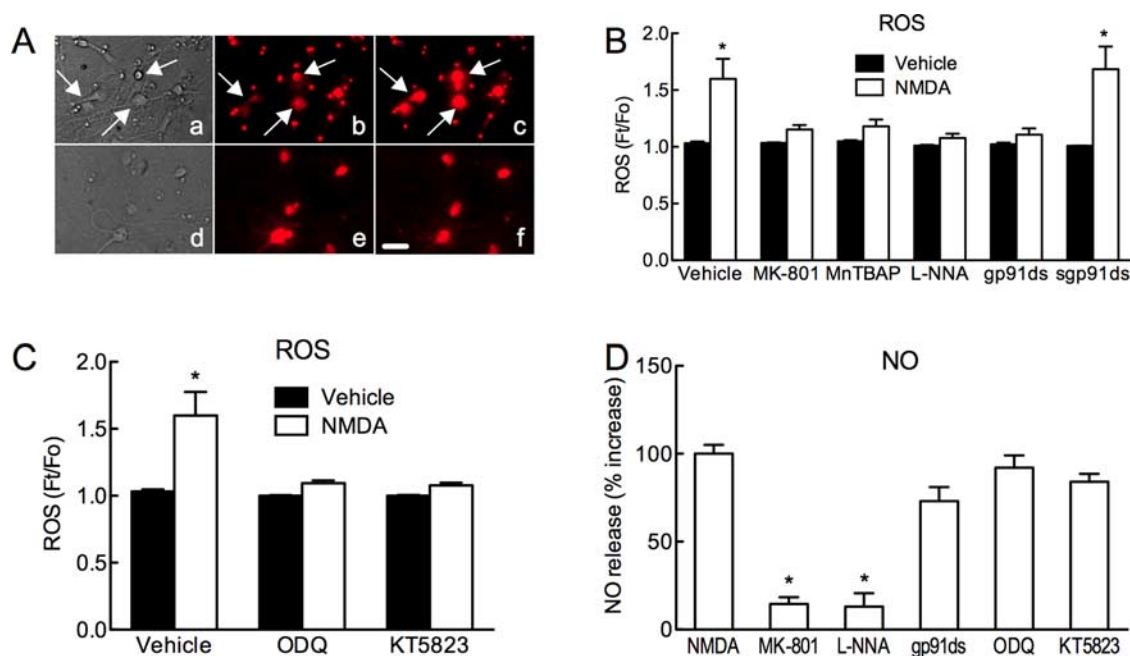 A
a
b
c
d
e
f
B
ROS
Vehicle
NMDA
ROS (Ft/Fo)
2.0
1.5
1.0
0.5
0.0
*
*
Vehicle MK-801 MnTBAP L-NNA gp91ds sgp91ds
C
ROS
Vehicle
NMDA
ROS (Ft/Fo)
2.0
1.5
1.0
0.5
0.0
*
Vehicle ODQ KT5823
D
NO
NO release (% increase)
150
100
50
0
*
*
NMDA MK-801 L-NNA gp91ds ODQ KT5823